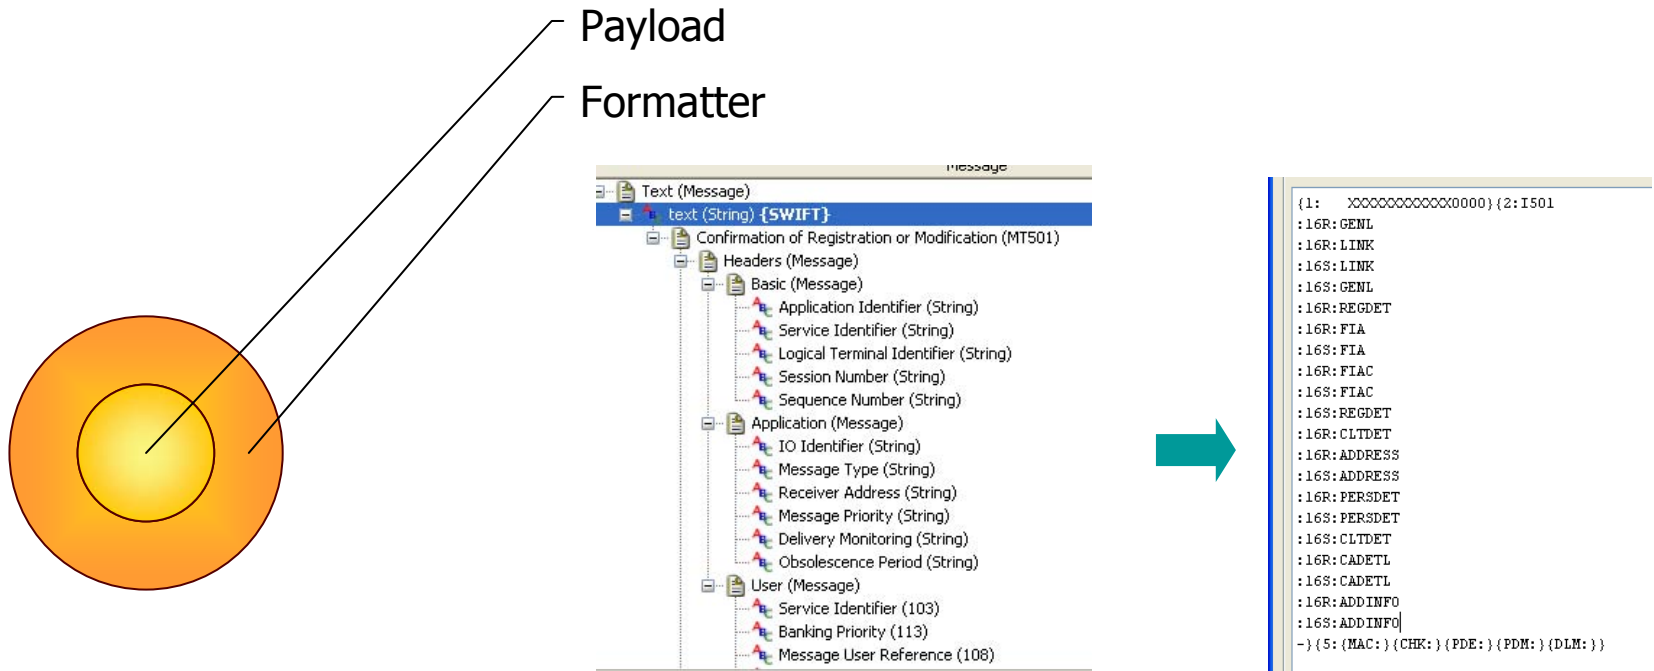 Payload
Formatter
Message
Text (Message)
text (String) {SWIFT}
Confirmation of Registration or Modification (MT501)
Headers (Message)
Basic (Message)
Application Identifier (String)
Service Identifier (String)
Logical Terminal Identifier (String)
Session Number (String)
Sequence Number (String)
Application (Message)
IO Identifier (String)
Message Type (String)
Receiver Address (String)
Message Priority (String)
Delivery Monitoring (String)
Obsolescence Period (String)
User (Message)
Service Identifier (103)
Banking Priority (113)
Message User Reference (108)
{1:   XXXXXXXXXXXX0000}{2:I501
:16R:GENL
:16R:LINK
:16S:LINK
:16S:GENL
:16R:REGDET
:16R:FIA
:16S:FIA
:16R:FIAC
:16S:FIAC
:16S:REGDET
:16R:CLTDET
:16R:ADDRESS
:16S:ADDRESS
:16R:PERSDET
:16S:PERSDET
:16S:CLTDET
:16R:CADETL
:16S:CADETL
:16R:ADDINFO
:16S:ADDINFO
-}{5:{MAC:}{CHK:}{PDE:}{PDM:}{DLM:}}